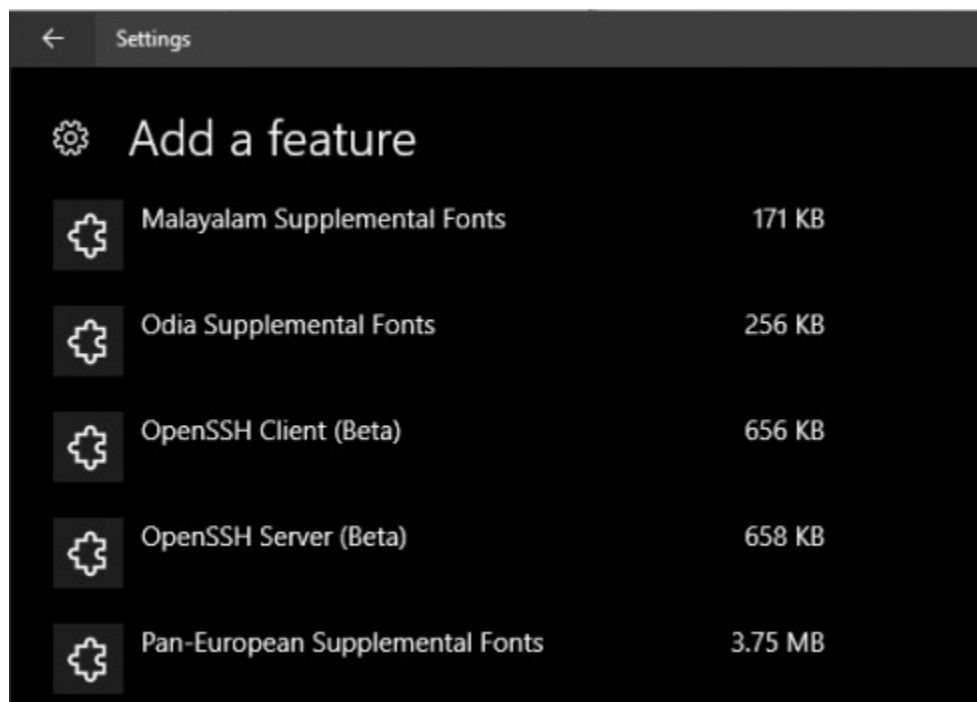 Settings
Add a feature
Malayalam Supplemental Fonts 171 KB
Odia Supplemental Fonts 256 KB
OpenSSH Client (Beta) 656 KB
OpenSSH Server (Beta) 658 KB
Pan-European Supplemental Fonts 3.75 MB